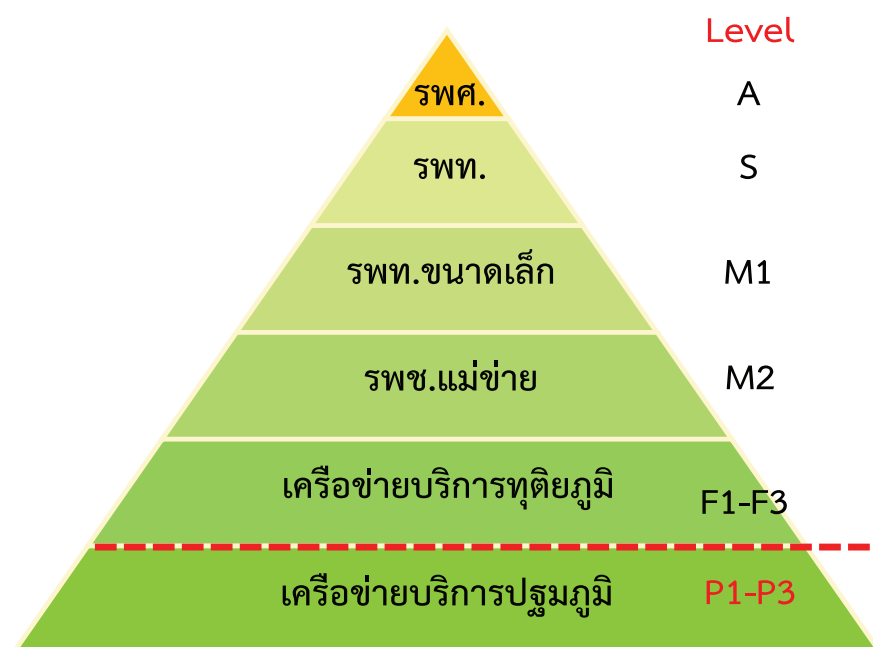 Level
รพศ. A
รพท. S
รพท.ขนาดเล็ก M1
รพช.แม่ข่าย M2
เครือข่ายบริการทุติยภูมิ F1-F3
เครือข่ายบริการปฐมภูมิ P1-P3